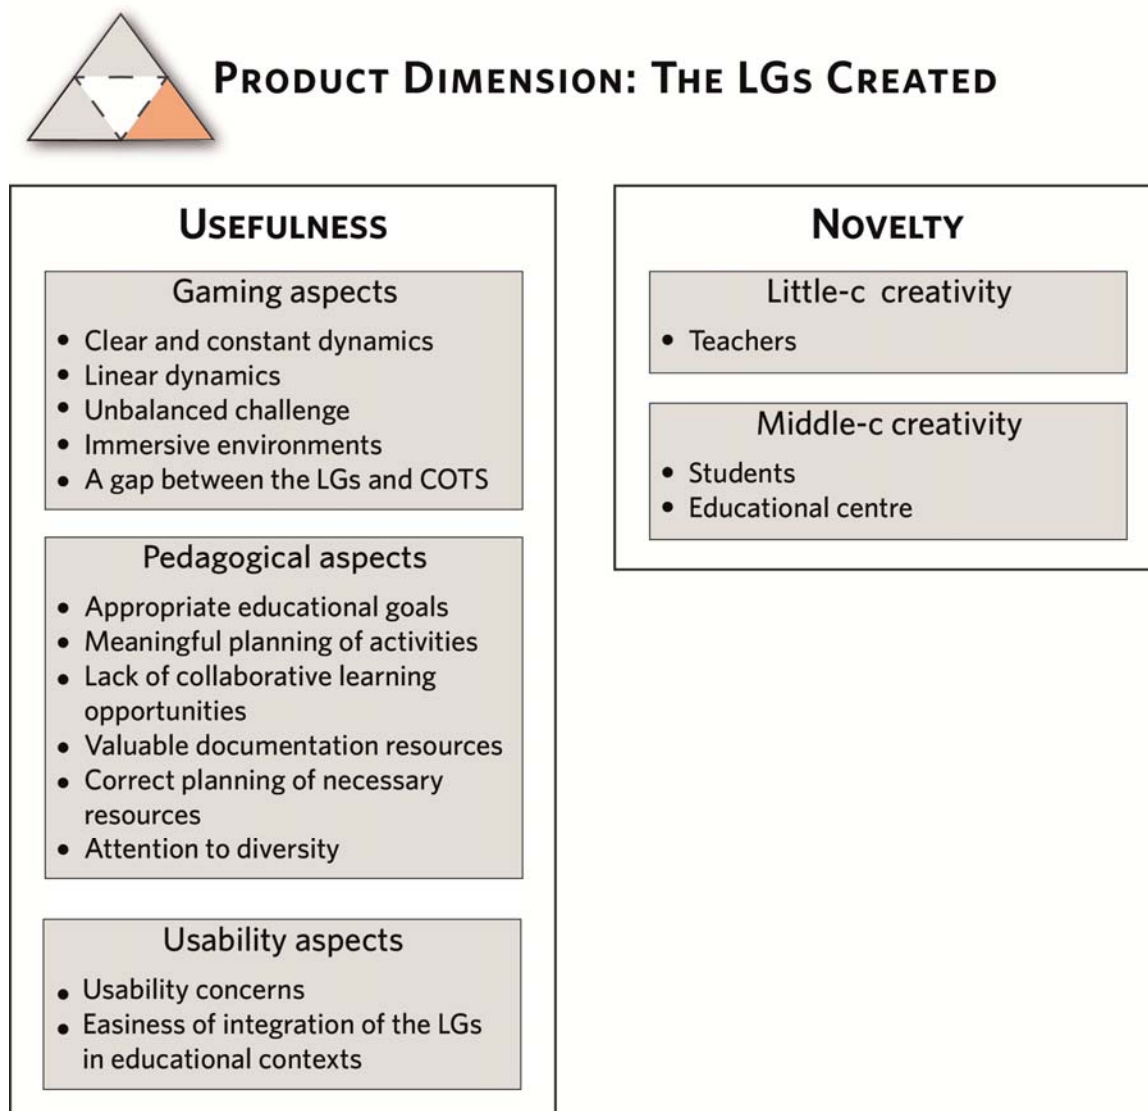 PRODUCT DIMENSION: THE LGS CREATED
USEFULNESS
Gaming aspects
• Clear and constant dynamics
• Linear dynamics
• Unbalanced challenge
• Immersive environments
• A gap between the LGs and COTS
Pedagogical aspects
• Appropriate educational goals
• Meaningful planning of activities
• Lack of collaborative learning
opportunities
• Valuable documentation resources
• Correct planning of necessary
resources
• Attention to diversity
Usability aspects
• Usability concerns
• Easiness of integration of the LGs
in educational contexts
NOVELTY
Little-c creativity
• Teachers
Middle-c creativity
• Students
• Educational centre